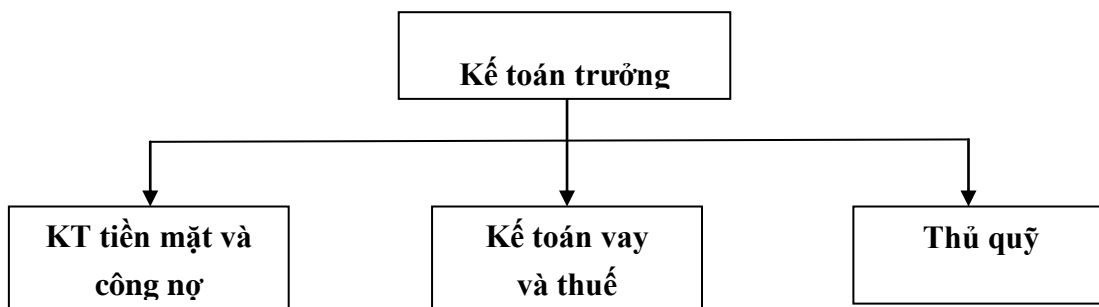 Kế toán trưởng
KT tiền mặt và
công nợ
Kế toán vay
và thuế
Thủ quỹ